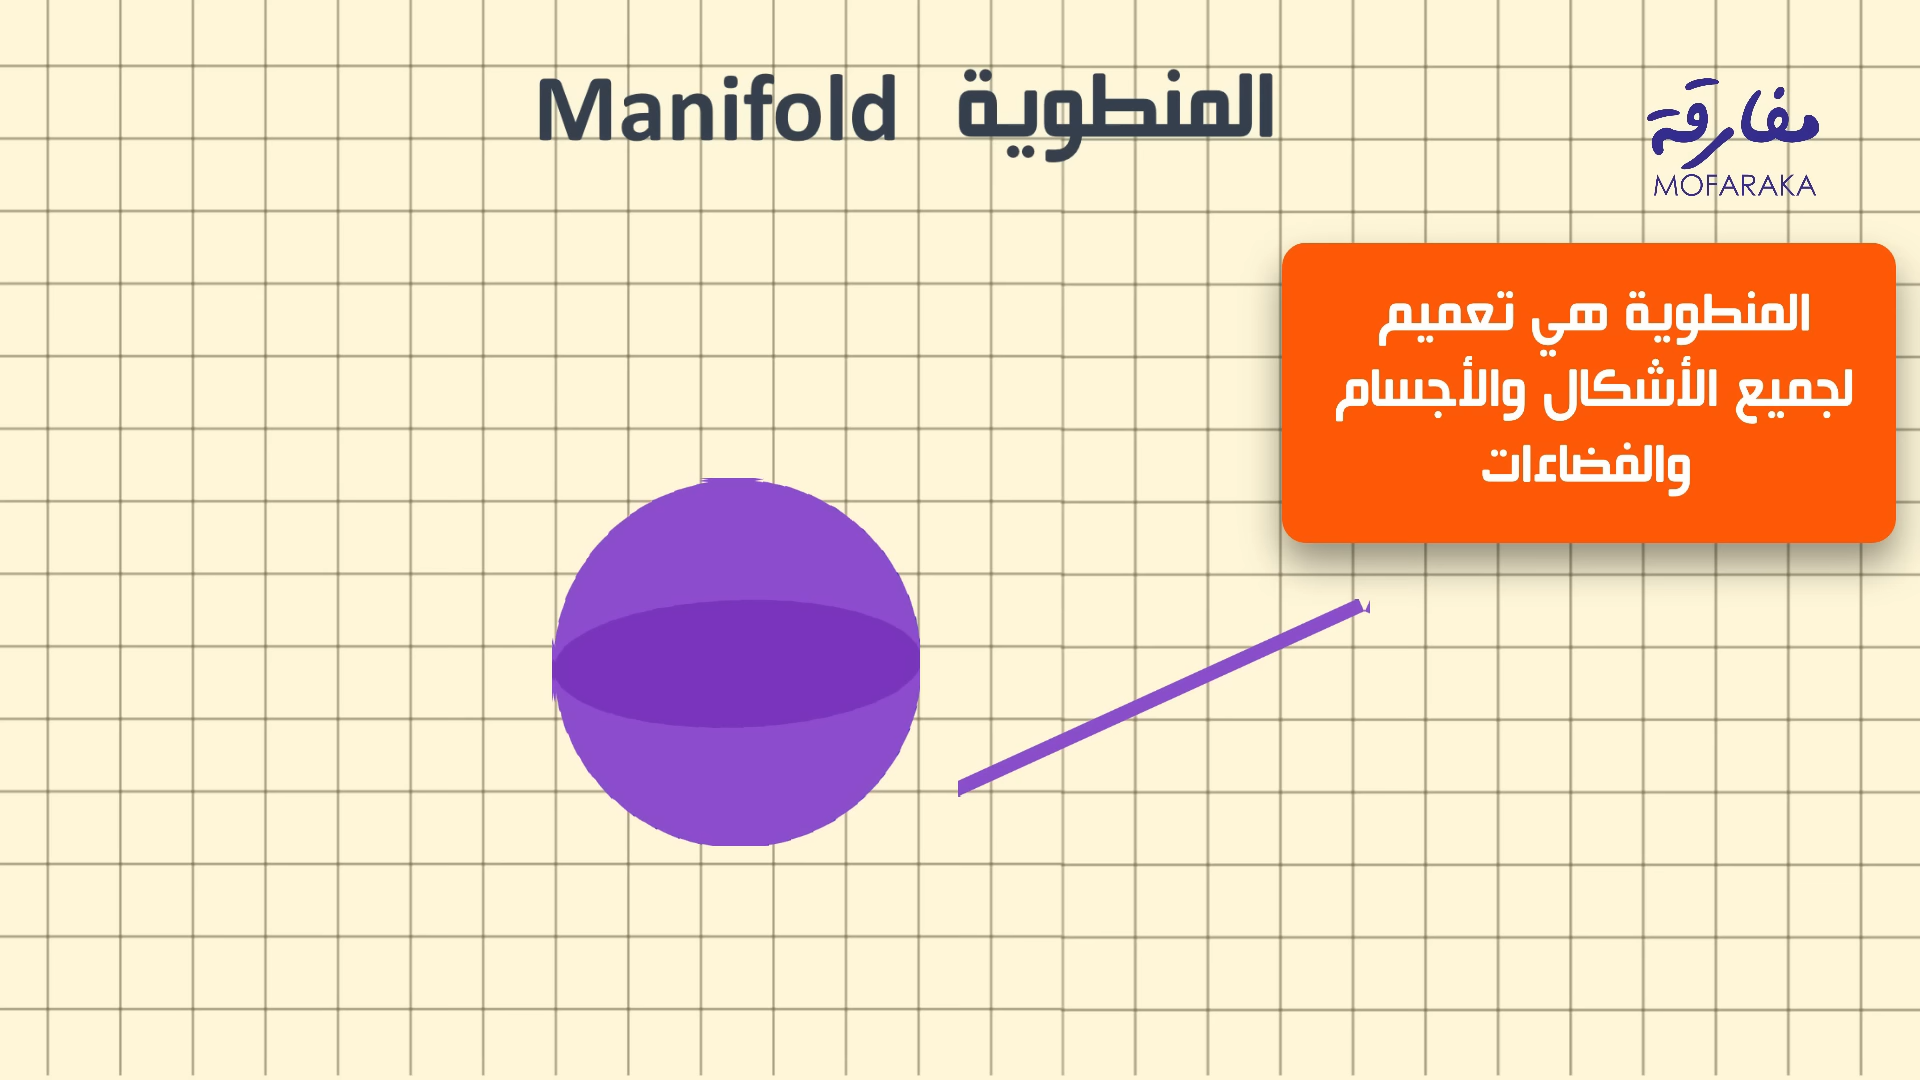 المنطوية Manifold
مفارقة
MOFARAKA
المنطوية هي تعميم
لجميع الأشكال والأجسام
والفضاءات